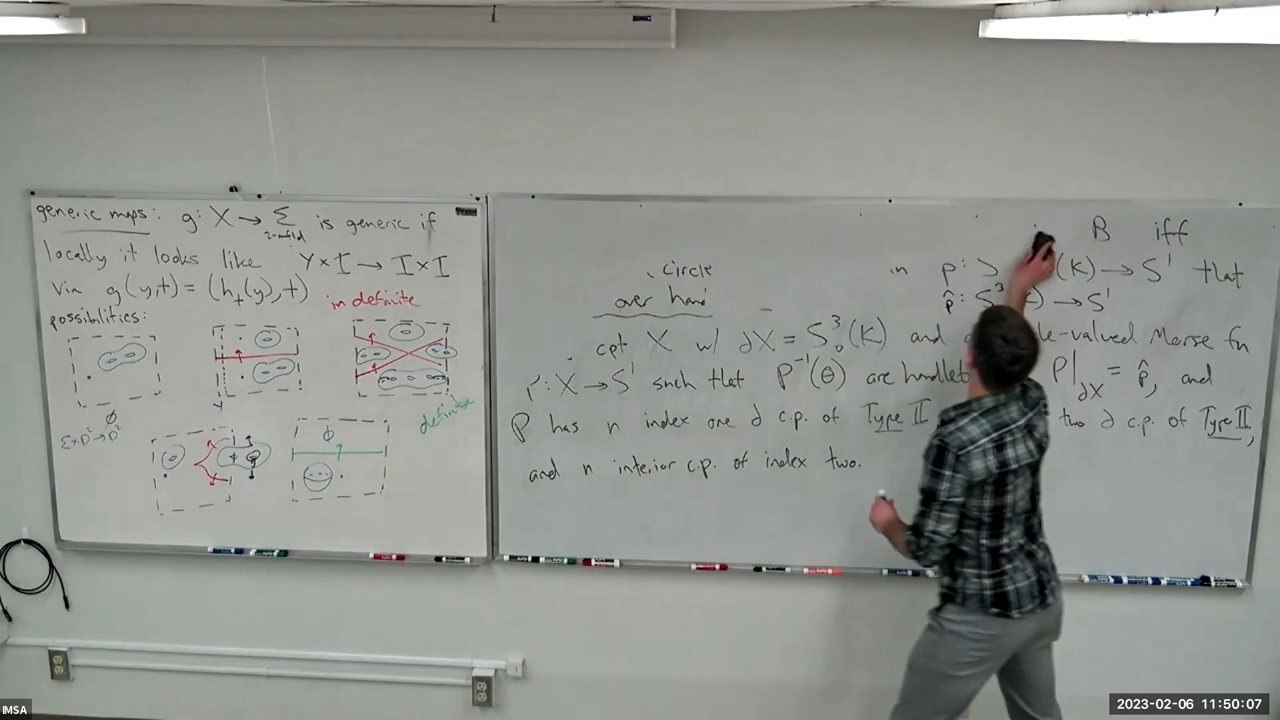 generic maps: g: X → Σ is generic if
2-mfld
locally it looks like Y×I → I×I
via g(y,t) = (h_t(y), t)
possibilities:
indefinite
definite
∅
Σ×D²→D²
∅
B iff
circle
over hand
in p: (K) → S¹ that
p̂: S³ → S¹
cpt X w/ ∂X = S³₀(K) and -valued Morse fn
: X → S¹ such that P⁻¹(θ) are P|∂X = p̂, and
P has n index one ∂ c.p. of Type II two ∂ c.p. of Type II,
and n interior c.p. of index two.
IMSA
2023-02-06 11:50:07